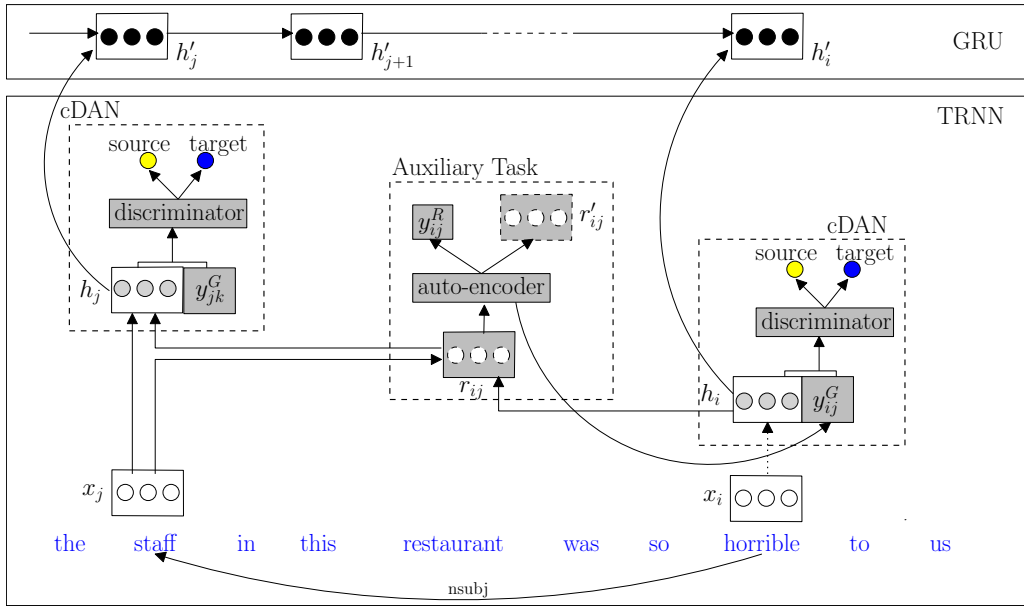 h′_j
h′_{j+1}
h′_i
GRU
cDAN
TRNN
source target
discriminator
h_j
y^G_{jk}
Auxiliary Task
y^R_{ij}
r′_{ij}
auto-encoder
r_{ij}
cDAN
source target
discriminator
h_i
y^G_{ij}
x_j
x_i
the staff in this restaurant was so horrible to us
nsubj